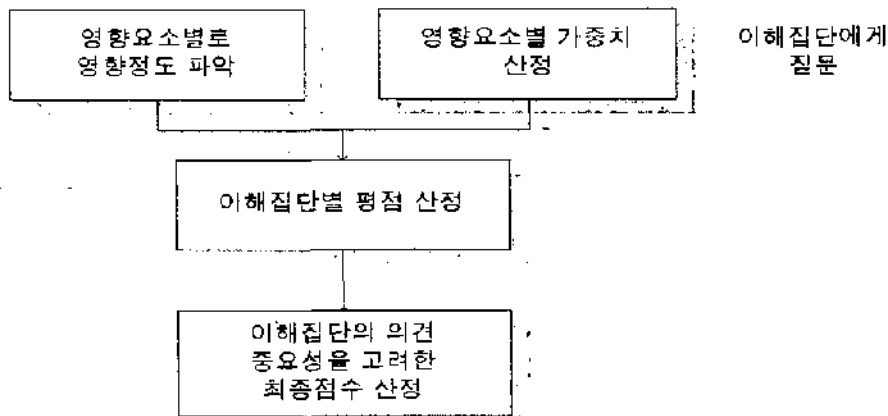 영향요소별로
영향정도 파악
영향요소별 가중치
산정
이해집단에게
질문
이해집단별 평점 산정
이해집단의 의견
중요성을 고려한
최종점수 산정